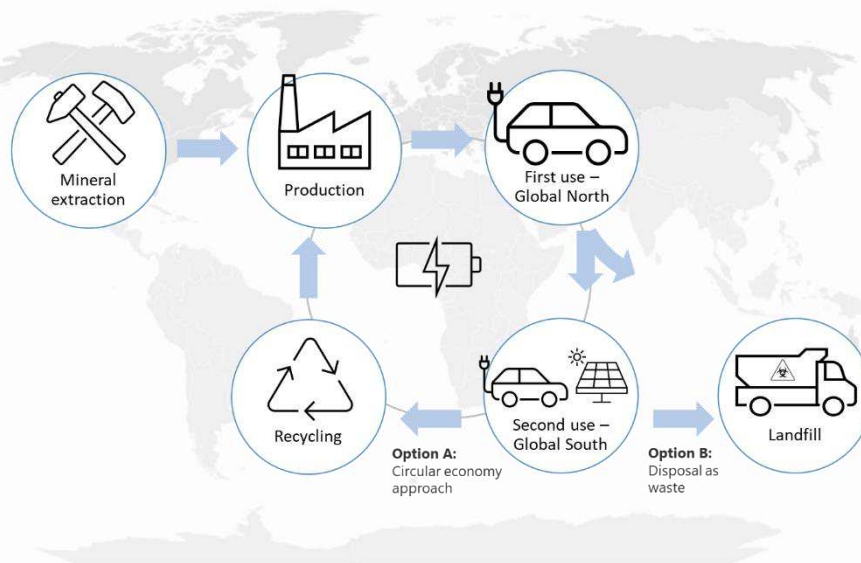 Mineral
extraction
Production
First use –
Global North
Recycling
Second use –
Global South
Landfill
Option A:
Circular economy
approach
Option B:
Disposal as
waste